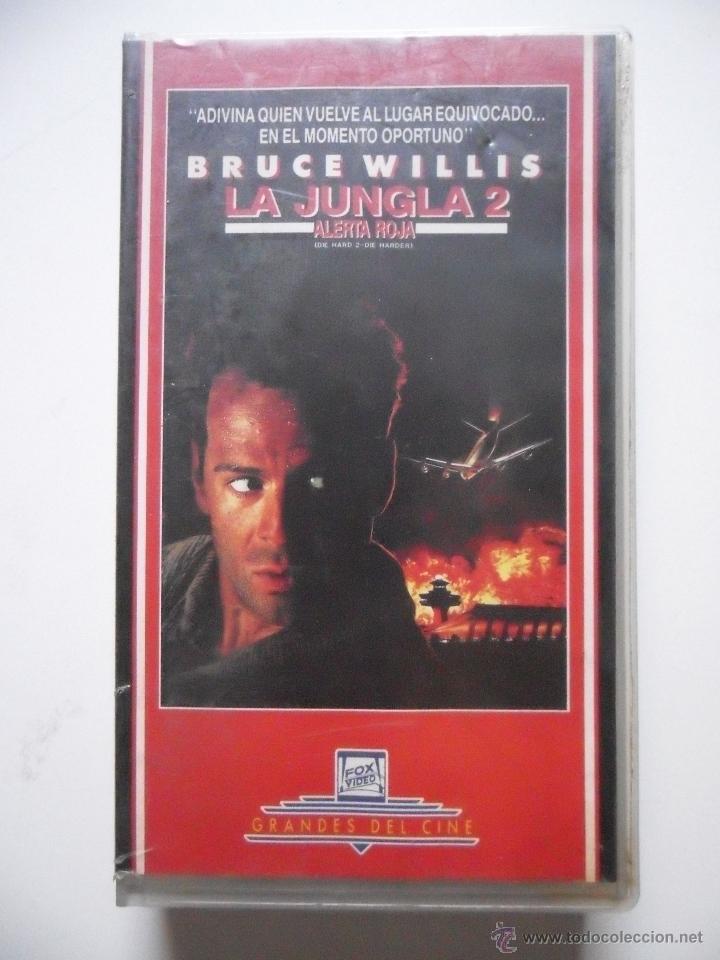 "ADIVINA QUIEN VUELVE AL LUGAR EQUIVOCADO...
EN EL MOMENTO OPORTUNO"
BRUCE WILLIS
LA JUNGLA 2
ALERTA ROJA
(DIE HARD 2-DIE HARDER)
FOX
VIDEO
GRANDES DEL CINE
© www.todocoleccion.net